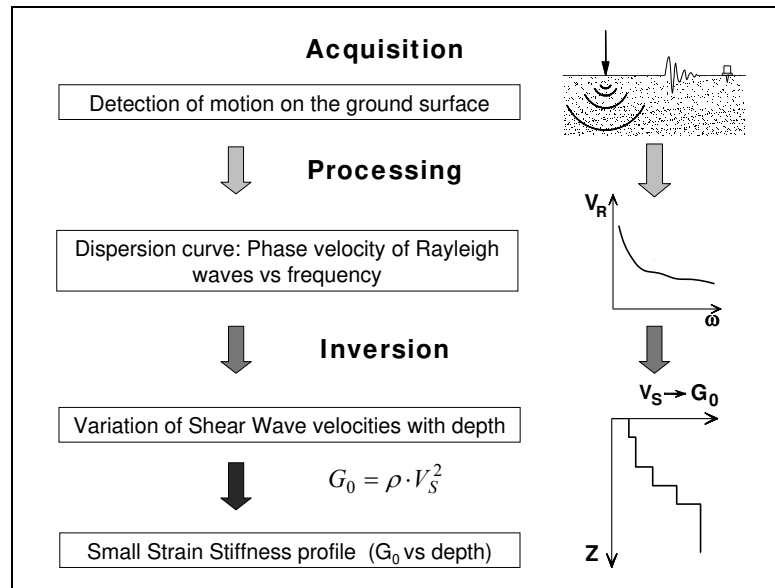 Acquisition
Detection of motion on the ground surface
Processing
V_R
Dispersion curve: Phase velocity of Rayleigh
waves vs frequency
ω
Inversion
V_S → G_0
Variation of Shear Wave velocities with depth
G_0 = ρ · V_S^2
Small Strain Stiffness profile (G_0 vs depth)
Z